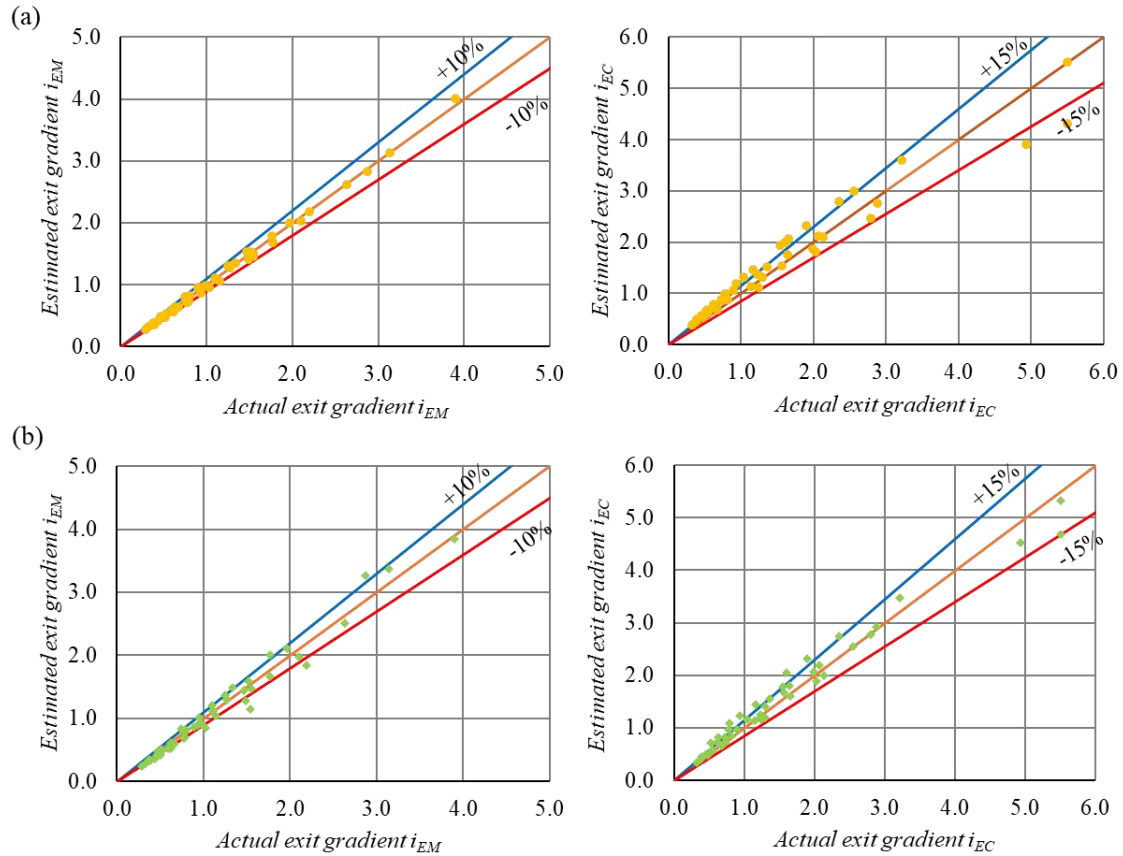 (a)
Estimated exit gradient iEM
5.0
4.0
3.0
2.0
1.0
0.0
+10%
-10%
0.0 1.0 2.0 3.0 4.0 5.0
Actual exit gradient iEM
Estimated exit gradient iEC
6.0
5.0
4.0
3.0
2.0
1.0
0.0
+15%
-15%
0.0 1.0 2.0 3.0 4.0 5.0 6.0
Actual exit gradient iEC
(b)
Estimated exit gradient iEM
5.0
4.0
3.0
2.0
1.0
0.0
+10%
-10%
0.0 1.0 2.0 3.0 4.0 5.0
Actual exit gradient iEM
Estimated exit gradient iEC
6.0
5.0
4.0
3.0
2.0
1.0
0.0
+15%
-15%
0.0 1.0 2.0 3.0 4.0 5.0 6.0
Actual exit gradient iEC